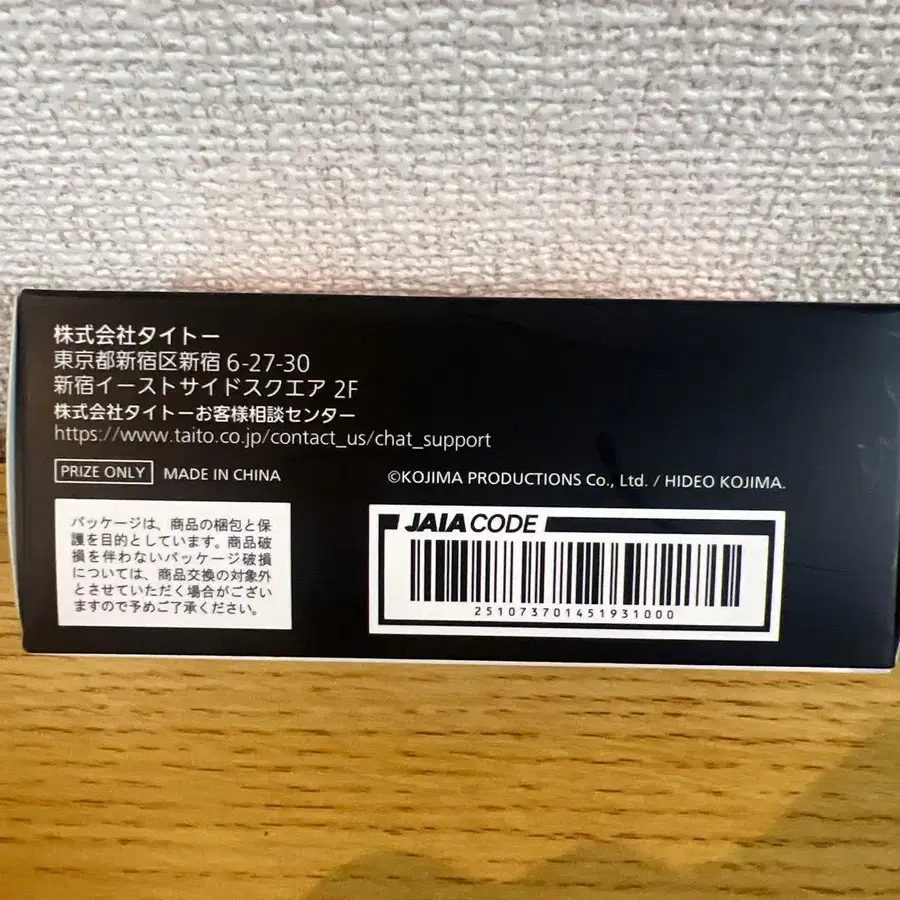 株式会社タイトー
東京都新宿区新宿 6-27-30
新宿イーストサイドスクエア 2F
株式会社タイトーお客様相談センター
https://www.taito.co.jp/contact_us/chat_support
PRIZE ONLY MADE IN CHINA
©KOJIMA PRODUCTIONS Co., Ltd. / HIDEO KOJIMA.
パッケージは、商品の梱包と保
護を目的としています。商品破
損を伴わないパッケージ破損
については、商品交換の対象外
とさせていただく場合がござい
ますので予めご了承ください。
JAIA CODE
251073701451931000